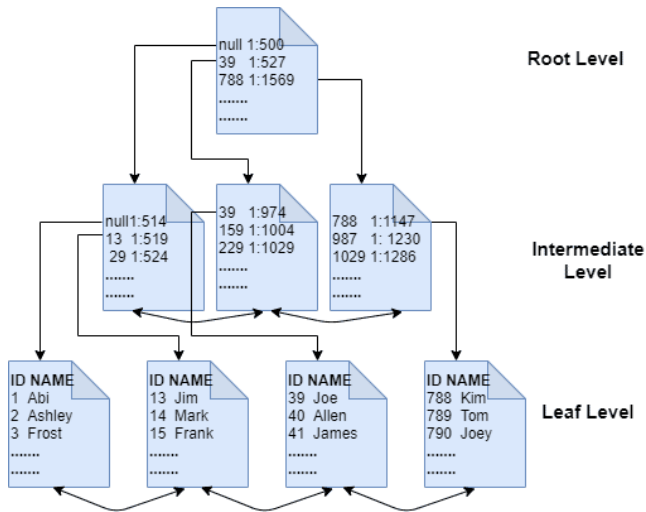 null 1:500
39 1:527
788 1:1569
.......
.......
Root Level
null1:514
13 1:519
29 1:524
.......
.......
39 1:974
159 1:1004
229 1:1029
.......
.......
788 1:1147
987 1: 1230
1029 1:1286
.......
.......
Intermediate
Level
ID NAME
1 Abi
2 Ashley
3 Frost
.......
.......
ID NAME
13 Jim
14 Mark
15 Frank
.......
.......
ID NAME
39 Joe
40 Allen
41 James
.......
.......
ID NAME
788 Kim
789 Tom
790 Joey
.......
.......
Leaf Level